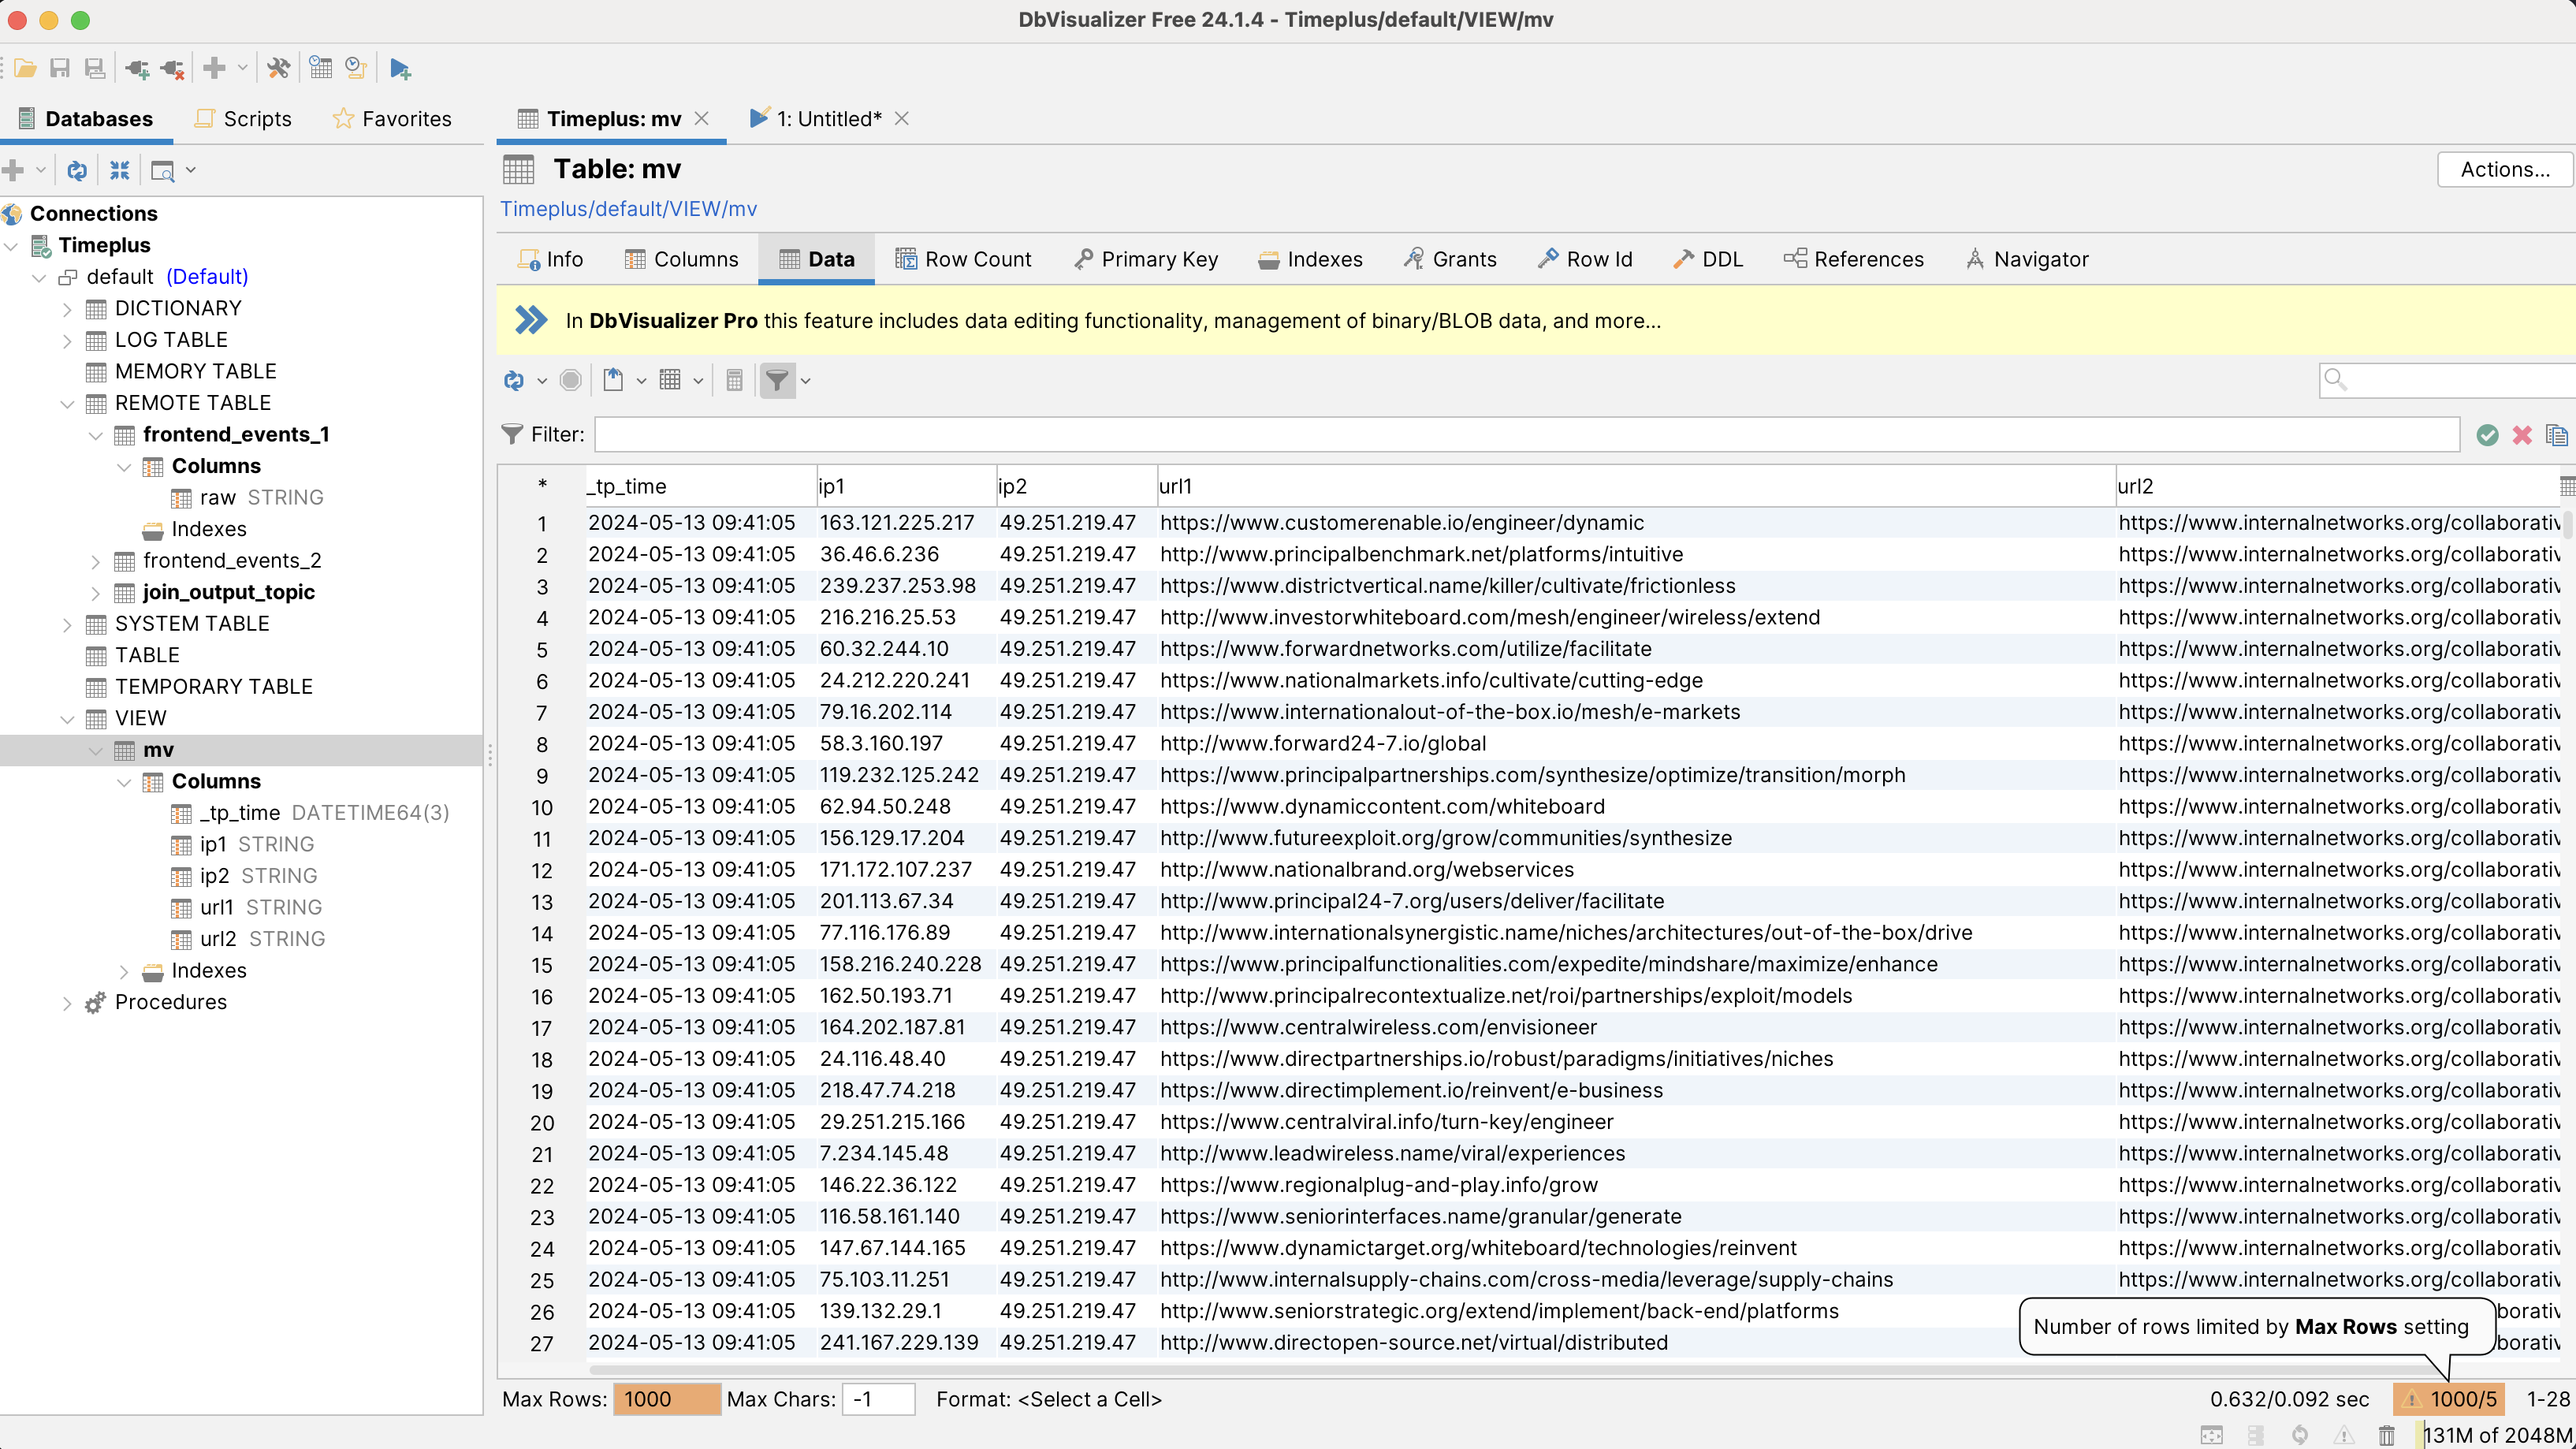 DbVisualizer Free 24.1.4 - Timeplus/default/VIEW/mv
Databases Scripts Favorites
Timeplus: mv 1: Untitled*
Table: mv
Actions...
Timeplus/default/VIEW/mv
Connections
Timeplus
default (Default)
DICTIONARY
LOG TABLE
MEMORY TABLE
REMOTE TABLE
frontend_events_1
Columns
raw STRING
Indexes
frontend_events_2
join_output_topic
SYSTEM TABLE
TABLE
TEMPORARY TABLE
VIEW
mv
Columns
_tp_time DATETIME64(3)
ip1 STRING
ip2 STRING
url1 STRING
url2 STRING
Indexes
Procedures
Info Columns Data Row Count Primary Key Indexes Grants Row Id DDL References Navigator
In DbVisualizer Pro this feature includes data editing functionality, management of binary/BLOB data, and more...
Filter:
* _tp_time ip1 ip2 url1 url2
1 2024-05-13 09:41:05 163.121.225.217 49.251.219.47 https://www.customerenable.io/engineer/dynamic https://www.internalnetworks.org/collaborativ
2 2024-05-13 09:41:05 36.46.6.236 49.251.219.47 http://www.principalbenchmark.net/platforms/intuitive https://www.internalnetworks.org/collaborativ
3 2024-05-13 09:41:05 239.237.253.98 49.251.219.47 https://www.districtvertical.name/killer/cultivate/frictionless https://www.internalnetworks.org/collaborativ
4 2024-05-13 09:41:05 216.216.25.53 49.251.219.47 http://www.investorwhiteboard.com/mesh/engineer/wireless/extend https://www.internalnetworks.org/collaborativ
5 2024-05-13 09:41:05 60.32.244.10 49.251.219.47 https://www.forwardnetworks.com/utilize/facilitate https://www.internalnetworks.org/collaborativ
6 2024-05-13 09:41:05 24.212.220.241 49.251.219.47 https://www.nationalmarkets.info/cultivate/cutting-edge https://www.internalnetworks.org/collaborativ
7 2024-05-13 09:41:05 79.16.202.114 49.251.219.47 https://www.internationalout-of-the-box.io/mesh/e-markets https://www.internalnetworks.org/collaborativ
8 2024-05-13 09:41:05 58.3.160.197 49.251.219.47 http://www.forward24-7.io/global https://www.internalnetworks.org/collaborativ
9 2024-05-13 09:41:05 119.232.125.242 49.251.219.47 https://www.principalpartnerships.com/synthesize/optimize/transition/morph https://www.internalnetworks.org/collaborativ
10 2024-05-13 09:41:05 62.94.50.248 49.251.219.47 https://www.dynamiccontent.com/whiteboard https://www.internalnetworks.org/collaborativ
11 2024-05-13 09:41:05 156.129.17.204 49.251.219.47 http://www.futureexploit.org/grow/communities/synthesize https://www.internalnetworks.org/collaborativ
12 2024-05-13 09:41:05 171.172.107.237 49.251.219.47 http://www.nationalbrand.org/webservices https://www.internalnetworks.org/collaborativ
13 2024-05-13 09:41:05 201.113.67.34 49.251.219.47 http://www.principal24-7.org/users/deliver/facilitate https://www.internalnetworks.org/collaborativ
14 2024-05-13 09:41:05 77.116.176.89 49.251.219.47 http://www.internationalsynergistic.name/niches/architectures/out-of-the-box/drive https://www.internalnetworks.org/collaborativ
15 2024-05-13 09:41:05 158.216.240.228 49.251.219.47 https://www.principalfunctionalities.com/expedite/mindshare/maximize/enhance https://www.internalnetworks.org/collaborativ
16 2024-05-13 09:41:05 162.50.193.71 49.251.219.47 http://www.principalrecontextualize.net/roi/partnerships/exploit/models https://www.internalnetworks.org/collaborativ
17 2024-05-13 09:41:05 164.202.187.81 49.251.219.47 https://www.centralwireless.com/envisioneer https://www.internalnetworks.org/collaborativ
18 2024-05-13 09:41:05 24.116.48.40 49.251.219.47 https://www.directpartnerships.io/robust/paradigms/initiatives/niches https://www.internalnetworks.org/collaborativ
19 2024-05-13 09:41:05 218.47.74.218 49.251.219.47 https://www.directimplement.io/reinvent/e-business https://www.internalnetworks.org/collaborativ
20 2024-05-13 09:41:05 29.251.215.166 49.251.219.47 https://www.centralviral.info/turn-key/engineer https://www.internalnetworks.org/collaborativ
21 2024-05-13 09:41:05 7.234.145.48 49.251.219.47 http://www.leadwireless.name/viral/experiences https://www.internalnetworks.org/collaborativ
22 2024-05-13 09:41:05 146.22.36.122 49.251.219.47 https://www.regionalplug-and-play.info/grow https://www.internalnetworks.org/collaborativ
23 2024-05-13 09:41:05 116.58.161.140 49.251.219.47 https://www.seniorinterfaces.name/granular/generate https://www.internalnetworks.org/collaborativ
24 2024-05-13 09:41:05 147.67.144.165 49.251.219.47 https://www.dynamictarget.org/whiteboard/technologies/reinvent https://www.internalnetworks.org/collaborativ
25 2024-05-13 09:41:05 75.103.11.251 49.251.219.47 http://www.internalsupply-chains.com/cross-media/leverage/supply-chains https://www.internalnetworks.org/collaborativ
26 2024-05-13 09:41:05 139.132.29.1 49.251.219.47 http://www.seniorstrategic.org/extend/implement/back-end/platforms borativ
27 2024-05-13 09:41:05 241.167.229.139 49.251.219.47 http://www.directopen-source.net/virtual/distributed borativ
Number of rows limited by Max Rows setting
Max Rows: 1000 Max Chars: -1 Format: <Select a Cell> 0.632/0.092 sec 1000/5 1-28
131M of 2048M